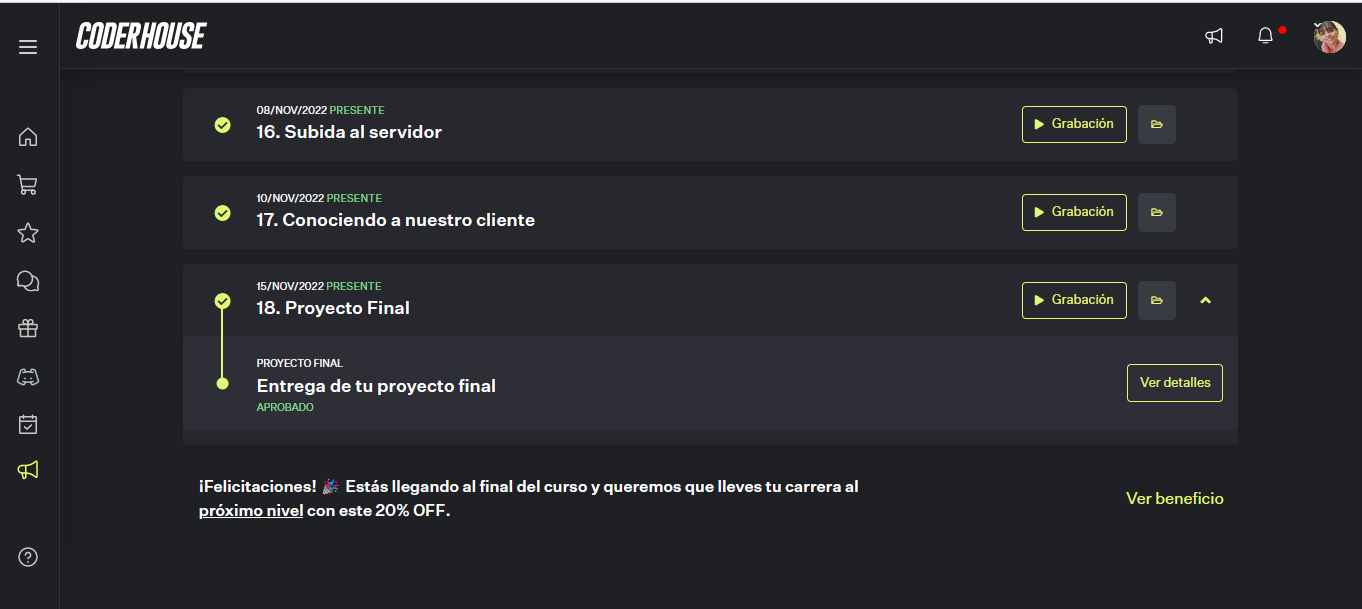 CODERHOUSE
08/NOV/2022 PRESENTE
16. Subida al servidor
Grabación
10/NOV/2022 PRESENTE
17. Conociendo a nuestro cliente
Grabación
15/NOV/2022 PRESENTE
18. Proyecto Final
Grabación
PROYECTO FINAL
Entrega de tu proyecto final
APROBADO
Ver detalles
¡Felicitaciones! 🎉 Estás llegando al final del curso y queremos que lleves tu carrera al
próximo nivel con este 20% OFF.
Ver beneficio